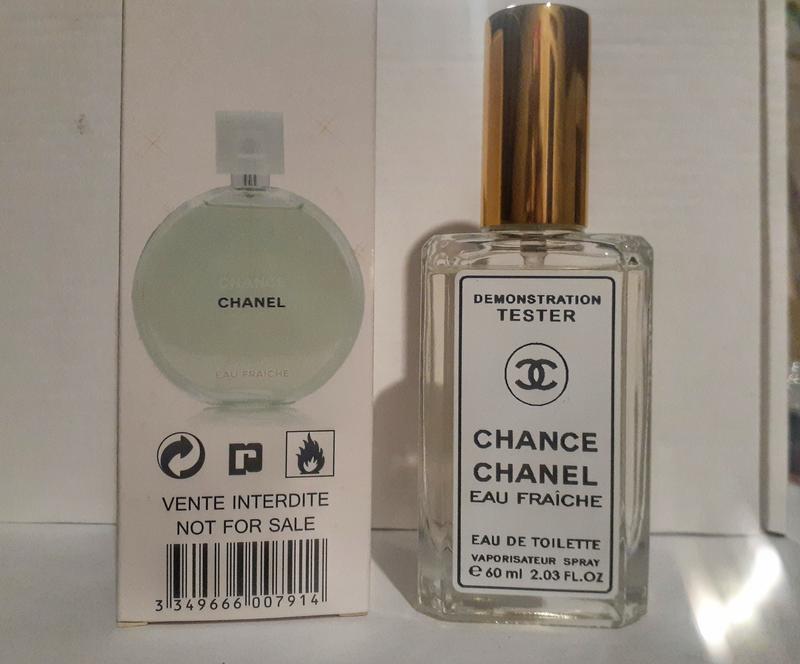 CHANCE
CHANEL
EAU FRAÎCHE
VENTE INTERDITE
NOT FOR SALE
3 349666 007914
DEMONSTRATION
TESTER
CHANCE
CHANEL
EAU FRAÎCHE
EAU DE TOILETTE
VAPORISATEUR SPRAY
℮ 60 ml 2.03 FL.OZ